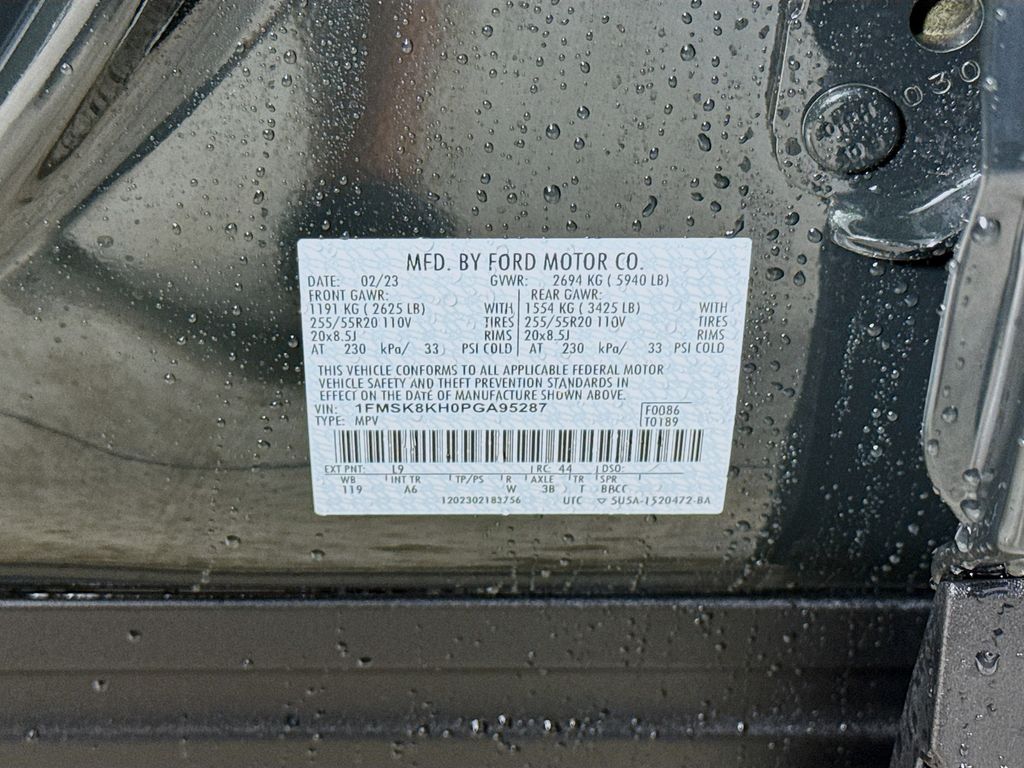 030
MFD. BY FORD MOTOR CO.
DATE: 02/23 GVWR: 2694 KG ( 5940 LB)
FRONT GAWR: REAR GAWR:
1191 KG ( 2625 LB) WITH 1554 KG ( 3425 LB) WITH
255/55R20 110V TIRES 255/55R20 110V TIRES
20x8.5J RIMS 20x8.5J RIMS
AT 230 kPa/ 33 PSI COLD AT 230 kPa/ 33 PSI COLD
THIS VEHICLE CONFORMS TO ALL APPLICABLE FEDERAL MOTOR
VEHICLE SAFETY AND THEFT PREVENTION STANDARDS IN
EFFECT ON THE DATE OF MANUFACTURE SHOWN ABOVE.
VIN: 1FMSK8KH0PGA95287 F0086
TYPE: MPV T0189
EXT PNT: L9 RC: 44 DSO:
WB INT TR TP/PS R AXLE TR SPR
119 A6 W 3B T BBCC
1202302183756 UTC 5U5A-1520472-BA